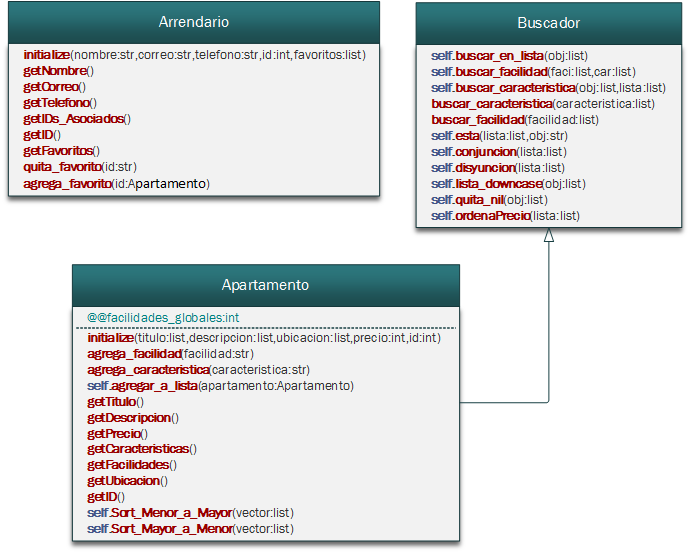 Arrendario
initialize(nombre:str,correo:str,telefono:str,id:int,favoritos:list)
getNombre()
getCorreo()
getTelefono()
getIDs_Asociados()
getID()
getFavoritos()
quita_favorito(id:str)
agrega_favorito(id:Apartamento)
Buscador
self.buscar_en_lista(obj:list)
self.buscar_facilidad(faci:list,car:list)
self.buscar_caracteristica(obj:list,lista:list)
buscar_caracteristica(caracteristica:list)
buscar_facilidad(facilidad:list)
self.esta(lista:list,obj:str)
self.conjuncion(lista:list)
self.disyuncion(lista:list)
self.lista_downcase(obj:list)
self.quita_nil(obj:list)
self.ordenaPrecio(lista:list)
Apartamento
@@facilidades_globales:int
initialize(titulo:list,descripcion:list,ubicacion:list,precio:int,id:int)
agrega_facilidad(facilidad:str)
agrega_caracteristica(caracteristica:str)
self.agregar_a_lista(apartamento:Apartamento)
getTitulo()
getDescripcion()
getPrecio()
getCaracteristicas()
getFacilidades()
getUbicacion()
getID()
self.Sort_Menor_a_Mayor(vector:list)
self.Sort_Mayor_a_Menor(vector:list)